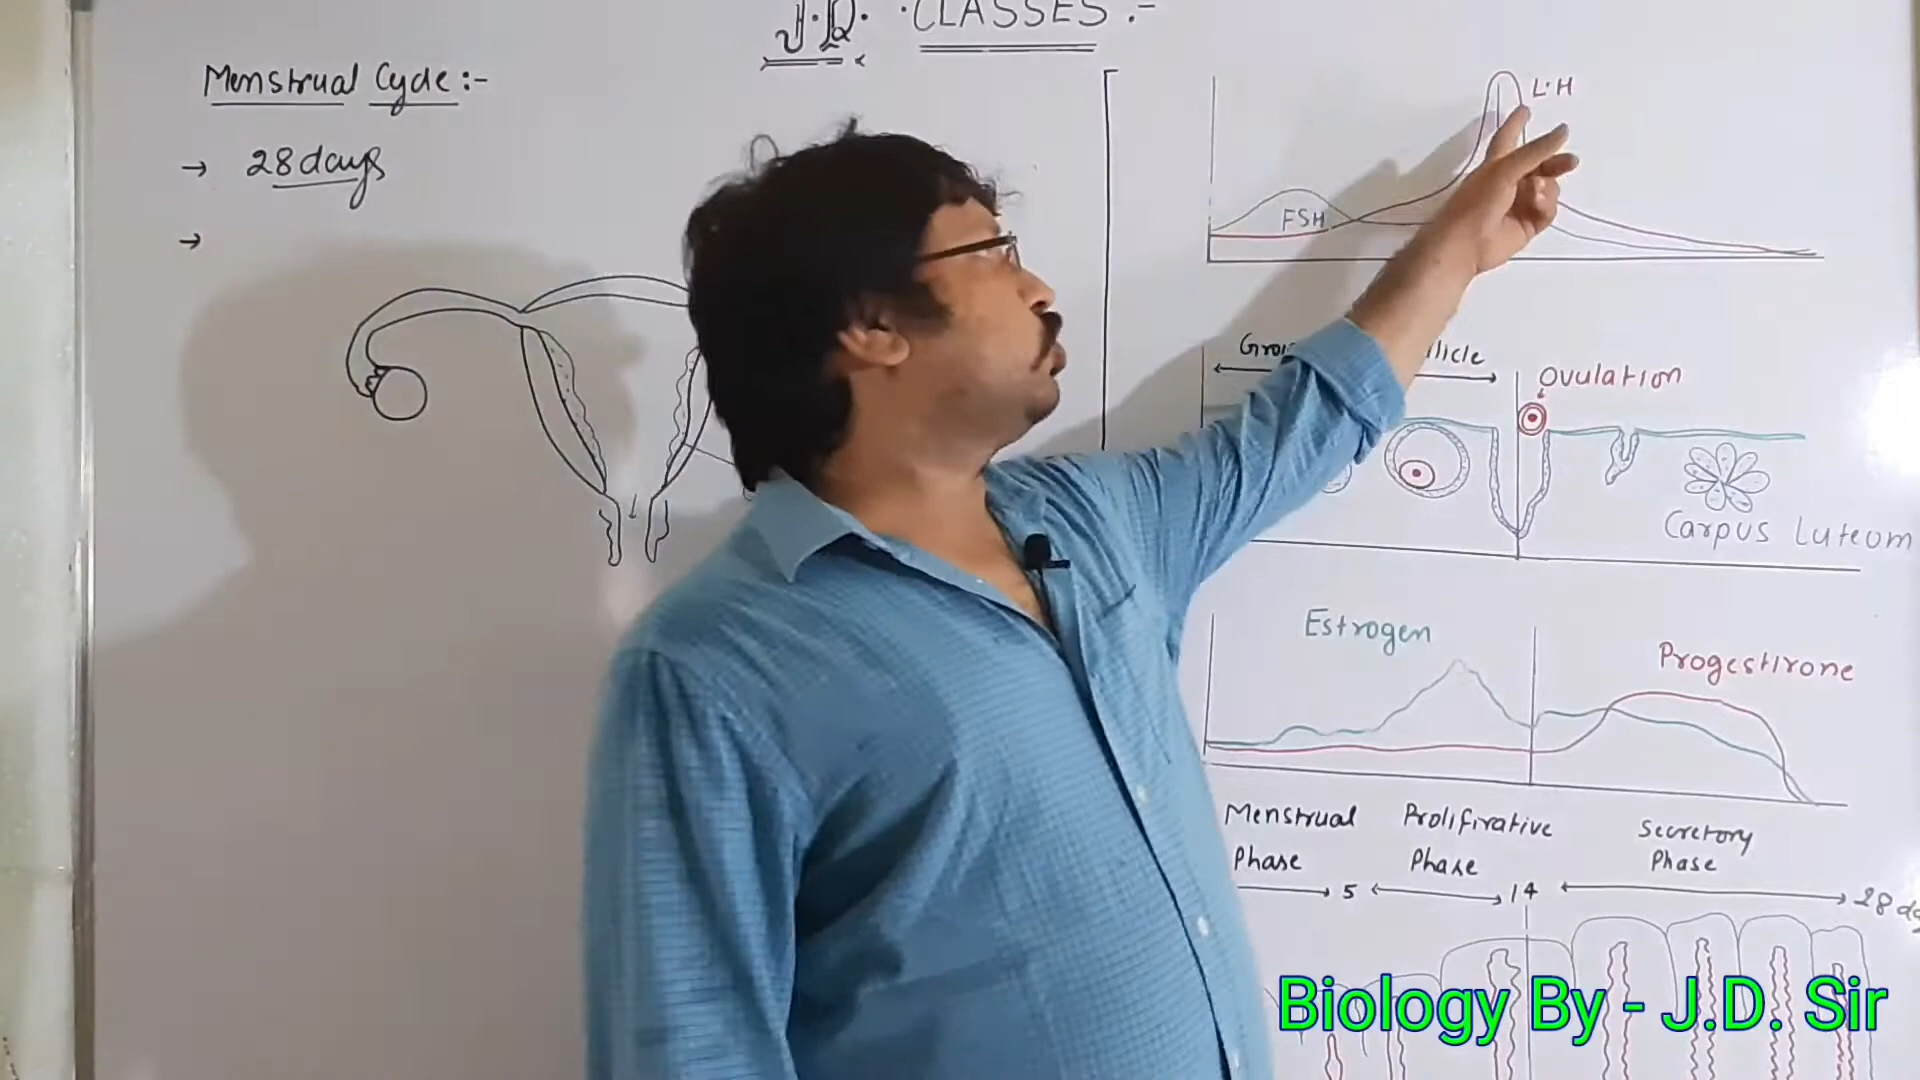 J.D. CLASSES :-
Menstrual Cycle :-
→ 28 days
→
L.H
FSH
Ovulation
Carpus Luteum
Estrogen
Progestirone
Menstrual Phase
Prolifirative Phase
Secretory Phase
5
14
Biology By - J.D. Sir